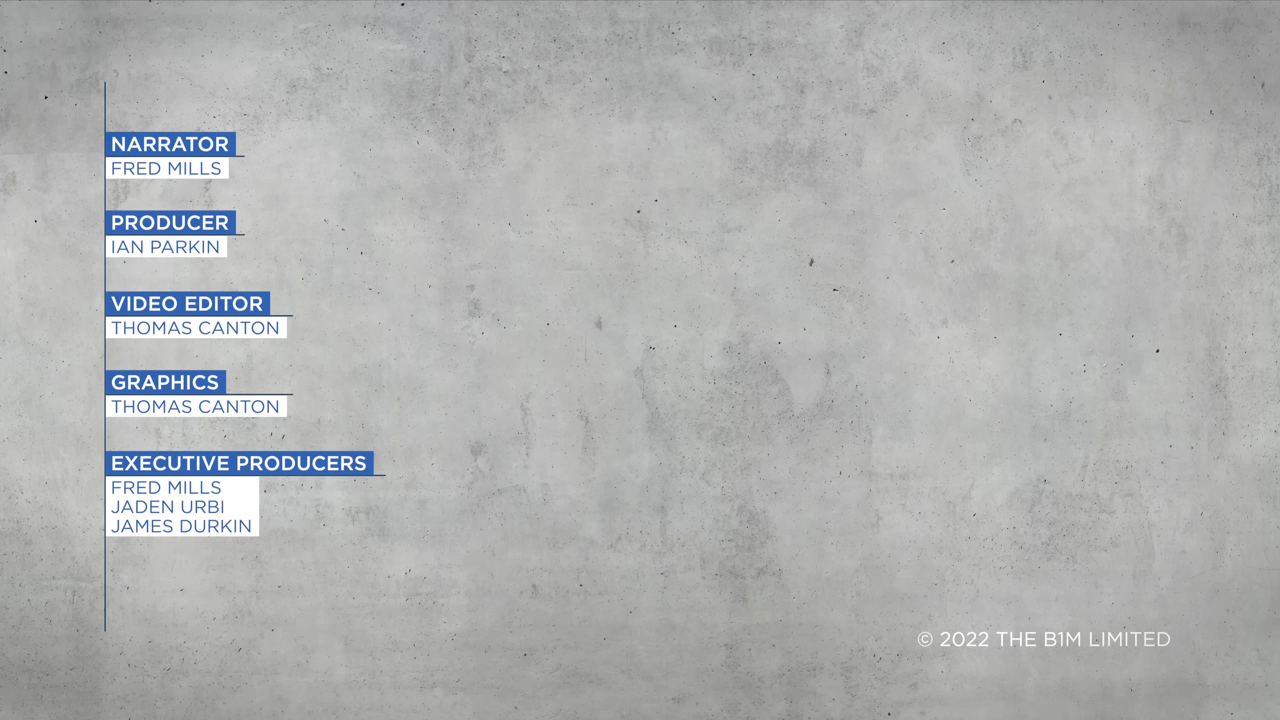 NARRATOR
FRED MILLS
PRODUCER
IAN PARKIN
VIDEO EDITOR
THOMAS CANTON
GRAPHICS
THOMAS CANTON
EXECUTIVE PRODUCERS
FRED MILLS
JADEN URBI
JAMES DURKIN
© 2022 THE B1M LIMITED